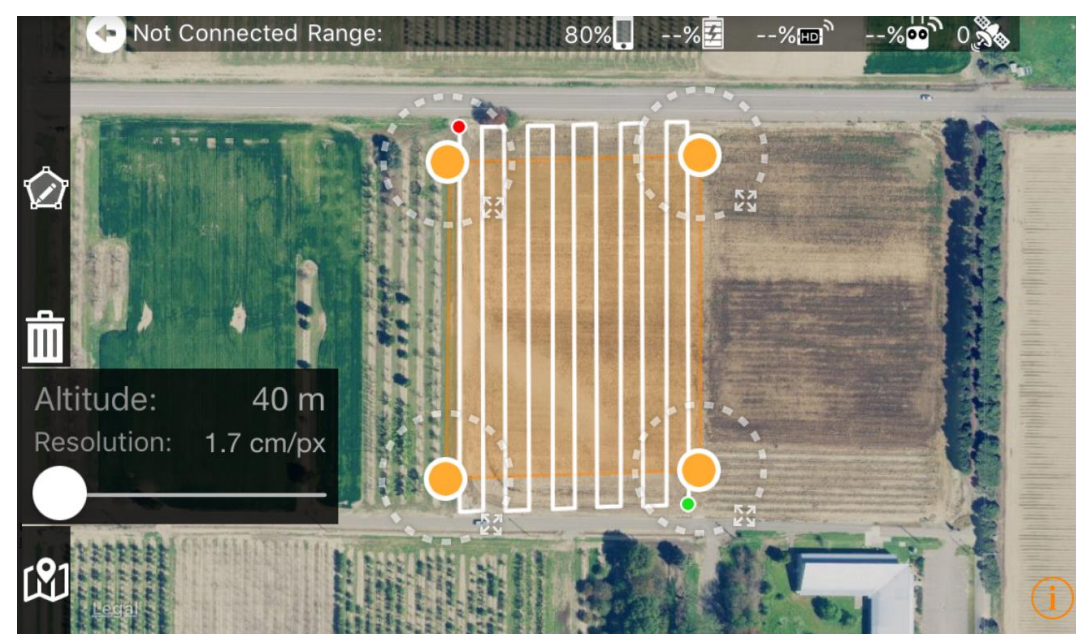 Not Connected Range: 80% --% --% HD --% 0
Altitude: 40 m
Resolution: 1.7 cm/px
Legal
i